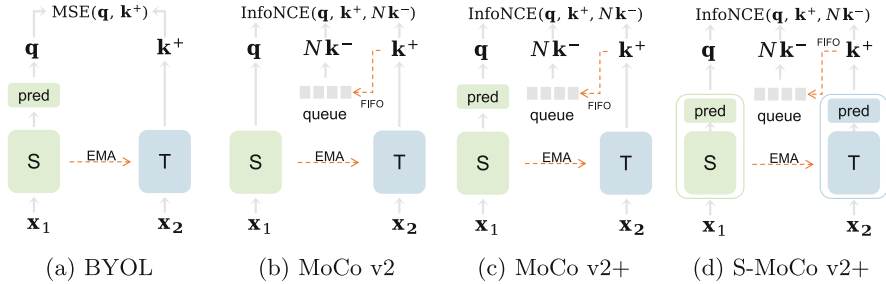 MSE(q, k⁺)
q
k⁺
pred
S
EMA
T
x₁
x₂
(a) BYOL
InfoNCE(q, k⁺, Nk⁻)
q
Nk⁻
k⁺
FIFO
queue
S
EMA
T
x₁
x₂
(b) MoCo v2
InfoNCE(q, k⁺, Nk⁻)
q
Nk⁻
k⁺
FIFO
pred
queue
S
EMA
T
x₁
x₂
(c) MoCo v2+
InfoNCE(q, k⁺, Nk⁻)
q
Nk⁻
k⁺
FIFO
pred
queue
pred
S
EMA
T
x₁
x₂
(d) S-MoCo v2+